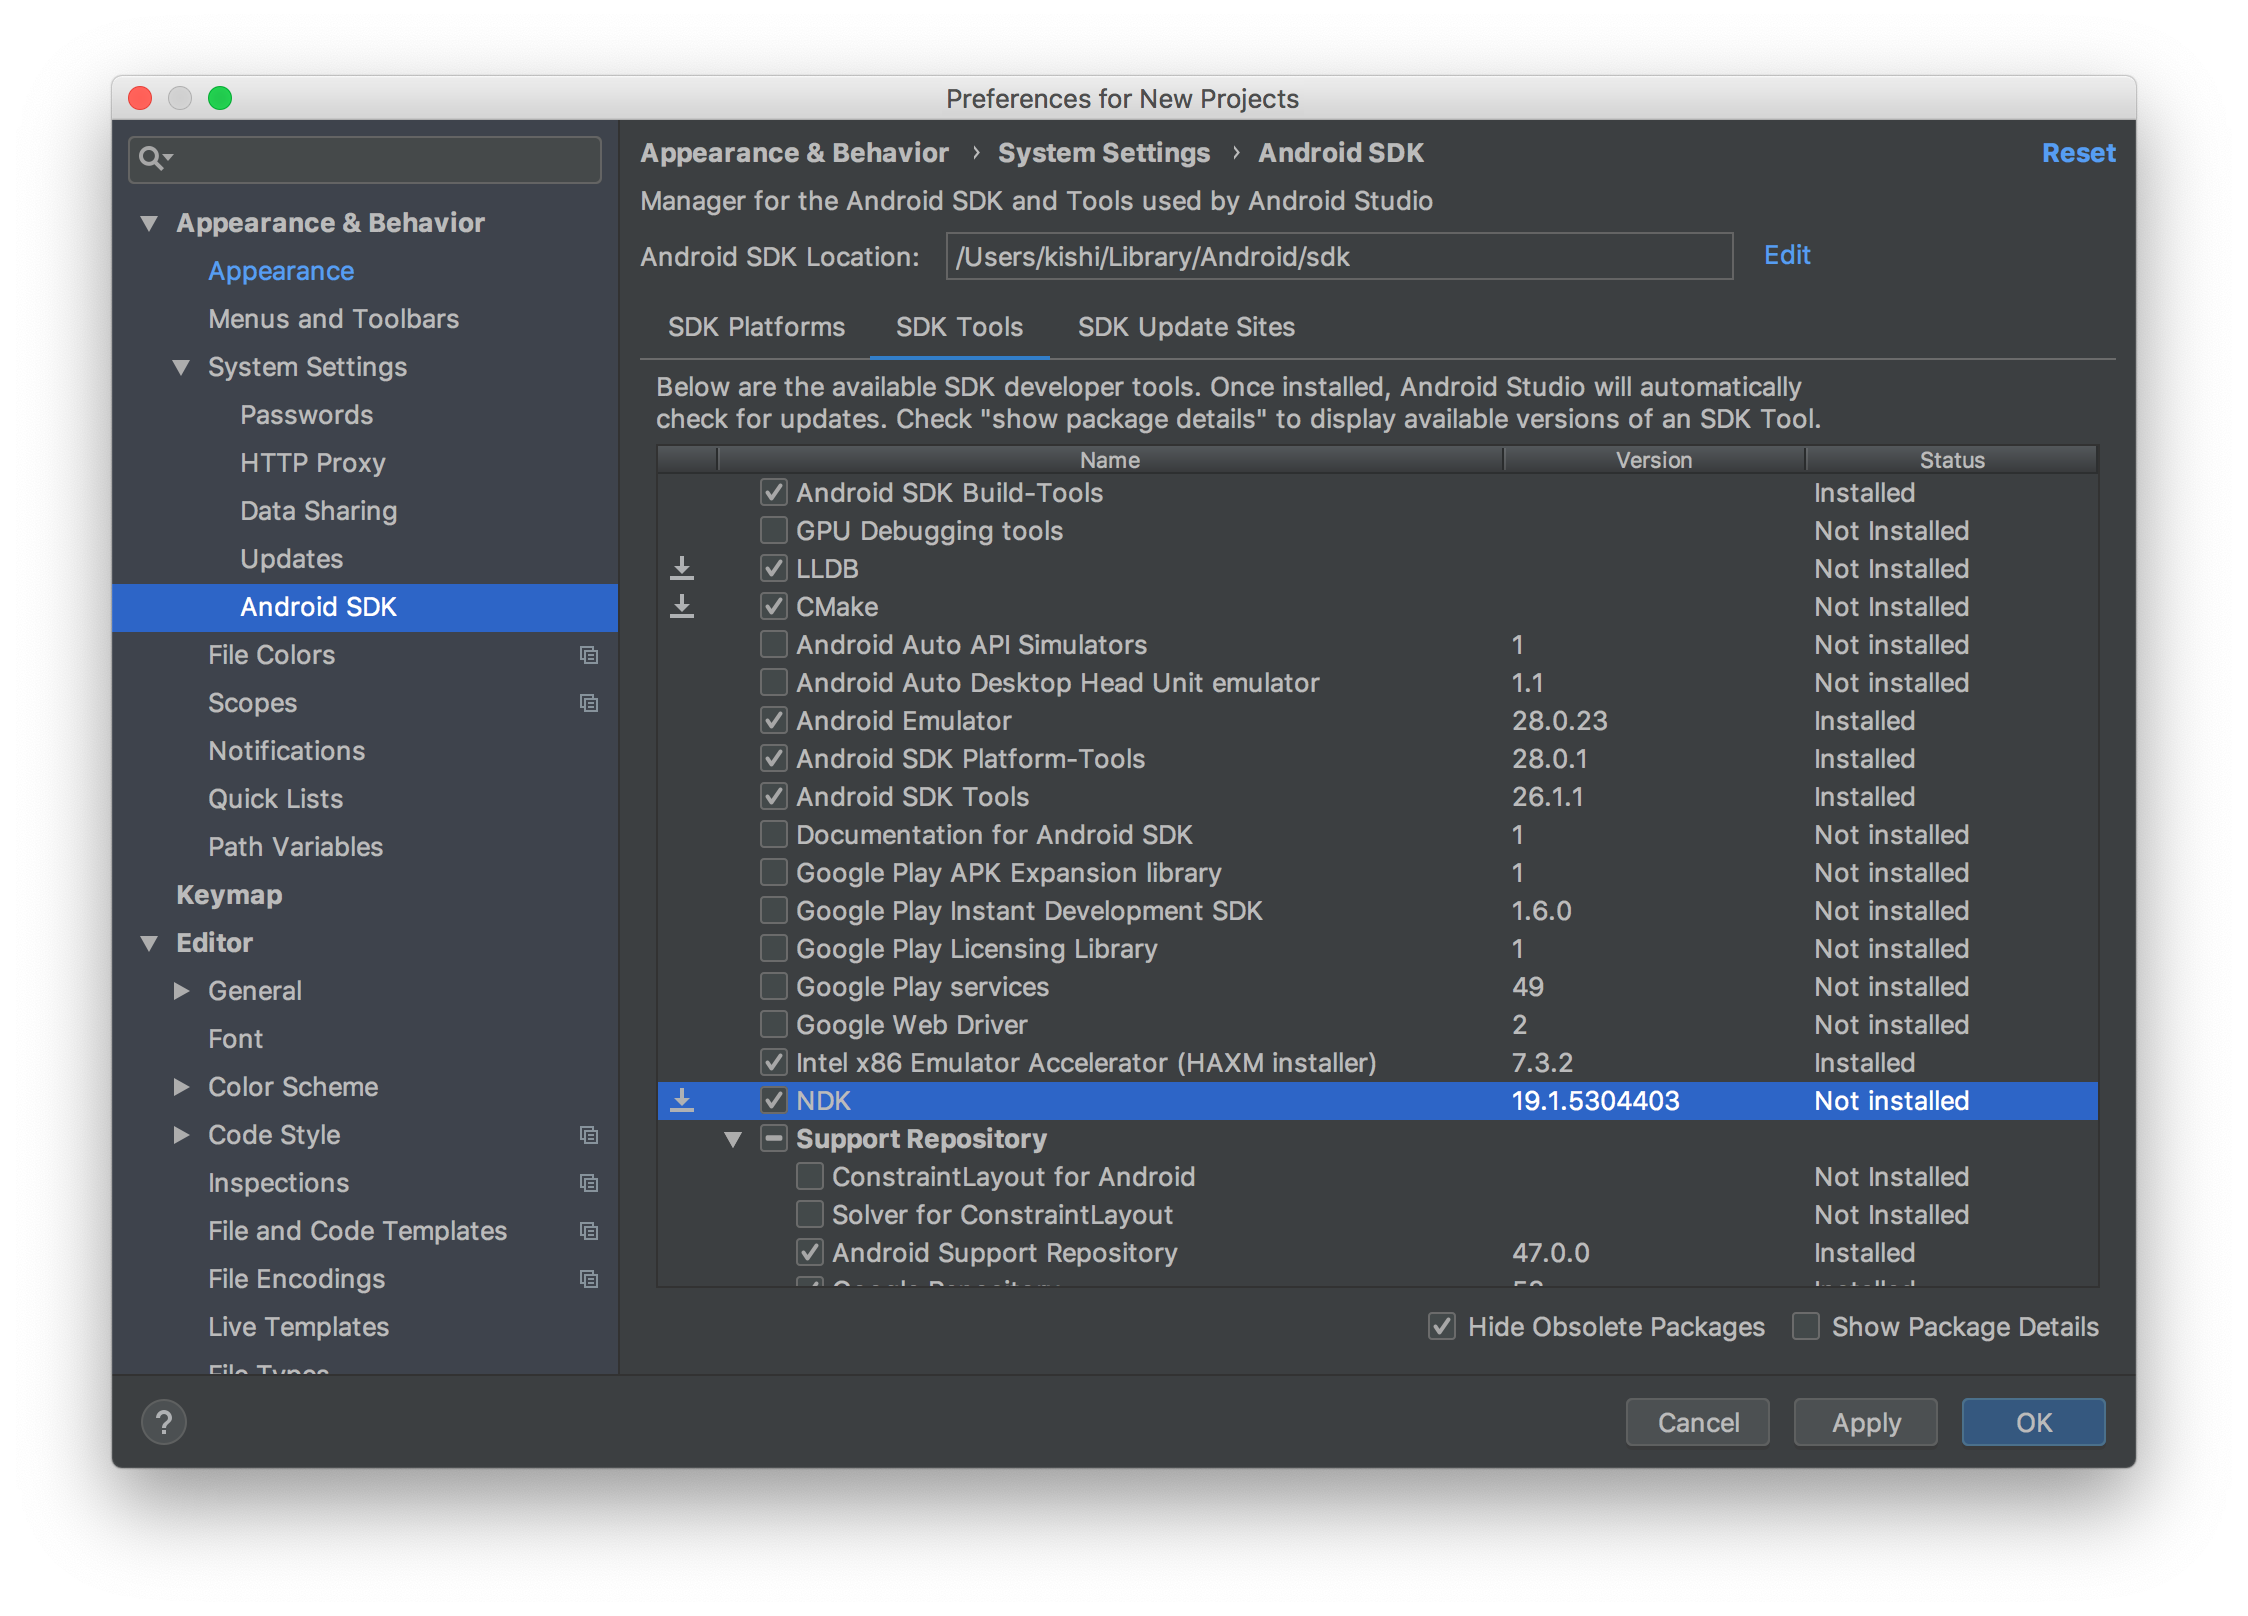 Preferences for New Projects
Appearance & Behavior
Appearance
Menus and Toolbars
System Settings
Passwords
HTTP Proxy
Data Sharing
Updates
Android SDK
File Colors
Scopes
Notifications
Quick Lists
Path Variables
Keymap
Editor
General
Font
Color Scheme
Code Style
Inspections
File and Code Templates
File Encodings
Live Templates
File Types
?
Appearance & Behavior › System Settings › Android SDK
Reset
Manager for the Android SDK and Tools used by Android Studio
Android SDK Location: /Users/kishi/Library/Android/sdk Edit
SDK Platforms SDK Tools SDK Update Sites
Below are the available SDK developer tools. Once installed, Android Studio will automatically
check for updates. Check "show package details" to display available versions of an SDK Tool.
Name Version Status
Android SDK Build-Tools Installed
GPU Debugging tools Not Installed
LLDB Not Installed
CMake Not Installed
Android Auto API Simulators 1 Not installed
Android Auto Desktop Head Unit emulator 1.1 Not installed
Android Emulator 28.0.23 Installed
Android SDK Platform-Tools 28.0.1 Installed
Android SDK Tools 26.1.1 Installed
Documentation for Android SDK 1 Not installed
Google Play APK Expansion library 1 Not installed
Google Play Instant Development SDK 1.6.0 Not installed
Google Play Licensing Library 1 Not installed
Google Play services 49 Not installed
Google Web Driver 2 Not installed
Intel x86 Emulator Accelerator (HAXM installer) 7.3.2 Installed
NDK 19.1.5304403 Not installed
Support Repository
ConstraintLayout for Android Not Installed
Solver for ConstraintLayout Not Installed
Android Support Repository 47.0.0 Installed
Google Repository Installed
Hide Obsolete Packages Show Package Details
Cancel Apply OK